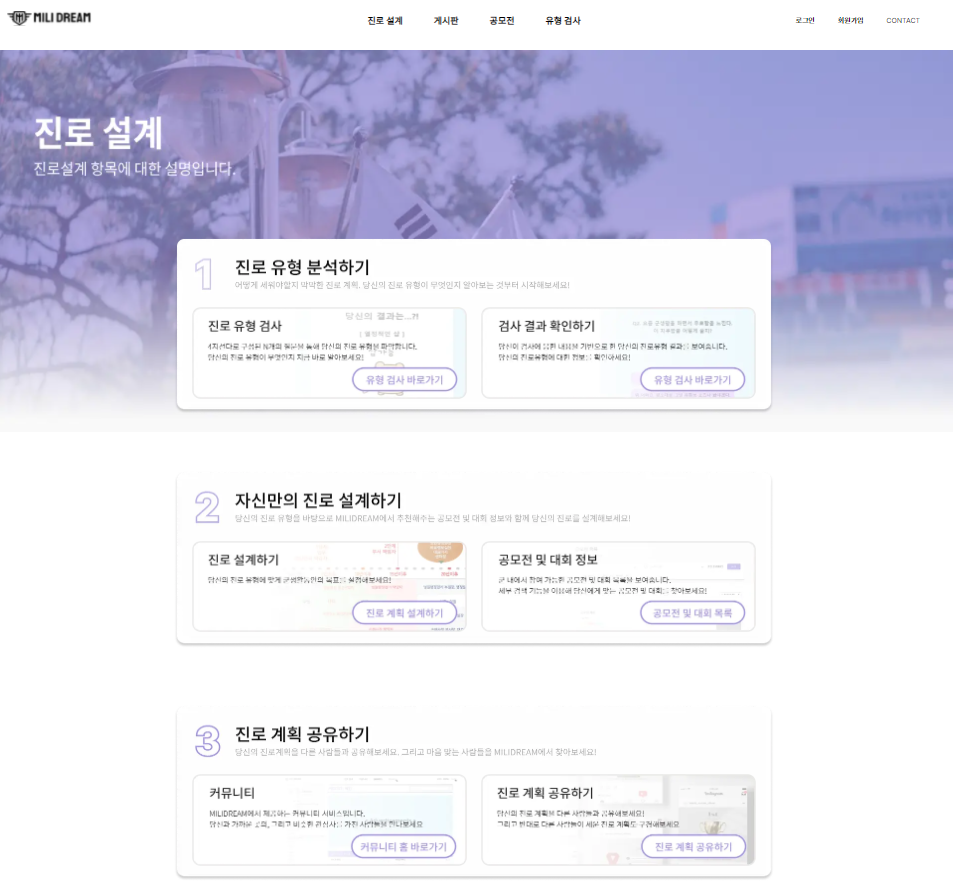 MILI DREAM
진로 설계
게시판
공모전
유형 검사
로그인
회원가입
CONTACT
진로 설계
진로설계 항목에 대한 설명입니다.
1
진로 유형 분석하기
어떻게 세워야할지 막막한 진로 계획, 당신의 진로 유형이 무엇인지 알아보는 것부터 시작해보세요!
당신의 결과는...?!
진로 유형 검사
4지선다로 구성된 8개의 질문을 통해 당신의 진로 유형을 파악합니다.
당신의 진로 유형이 무엇인지 지금 바로 알아보세요!
유형 검사 바로가기
검사 결과 확인하기
당신이 검사에 응한 내용을 기반으로 한 당신의 진로유형 결과를 보여줍니다.
당신의 진로유형에 대한 정보를 확인하세요!
유형 검사 바로가기
2
자신만의 진로 설계하기
당신의 진로 유형을 바탕으로 MILIDREAM에서 추천해주는 공모전 및 대회 정보와 함께 당신의 진로를 설계해보세요!
진로 설계하기
당신의 진로 유형에 맞게 군생활동안의 목표를 설정해보세요!
진로 계획 설계하기
공모전 및 대회 정보
군 내에서 참여 가능한 공모전 및 대회 목록을 보여줍니다.
세부 검색 기능을 이용해 당신에게 맞는 공모전 및 대회를 찾아보세요!
공모전 및 대회 목록
3
진로 계획 공유하기
당신의 진로계획을 다른 사람들과 공유해보세요. 그리고 마음 맞는 사람들을 MILIDREAM에서 찾아보세요!
커뮤니티
MILIDREAM에서 제공하는 커뮤니티 서비스입니다.
당신과 가까운 곳의, 그리고 비슷한 관심사를 가진 사람들을 만나보세요
커뮤니티 홈 바로가기
진로 계획 공유하기
당신의 진로 계획을 다른 사람들과 공유해보세요!
그리고 반대로 다른 사람들이 세운 진로 계획도 구경해보세요
진로 계획 공유하기